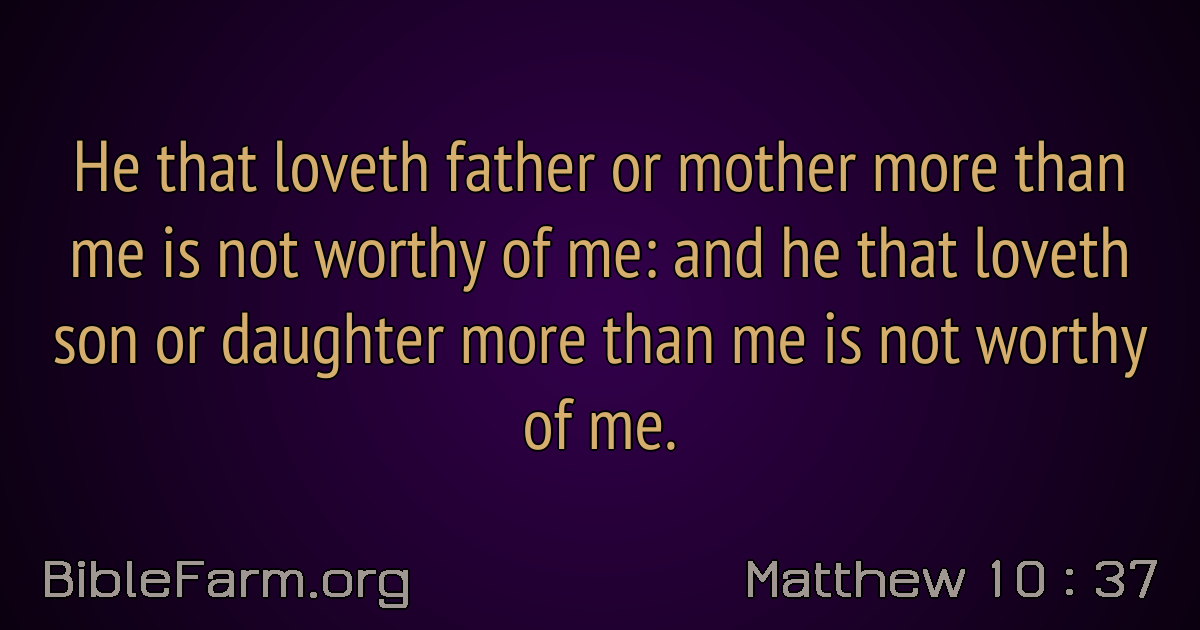 He that loveth father or mother more than
me is not worthy of me: and he that loveth
son or daughter more than me is not worthy
of me.
BibleFarm.org
Matthew 10 : 37